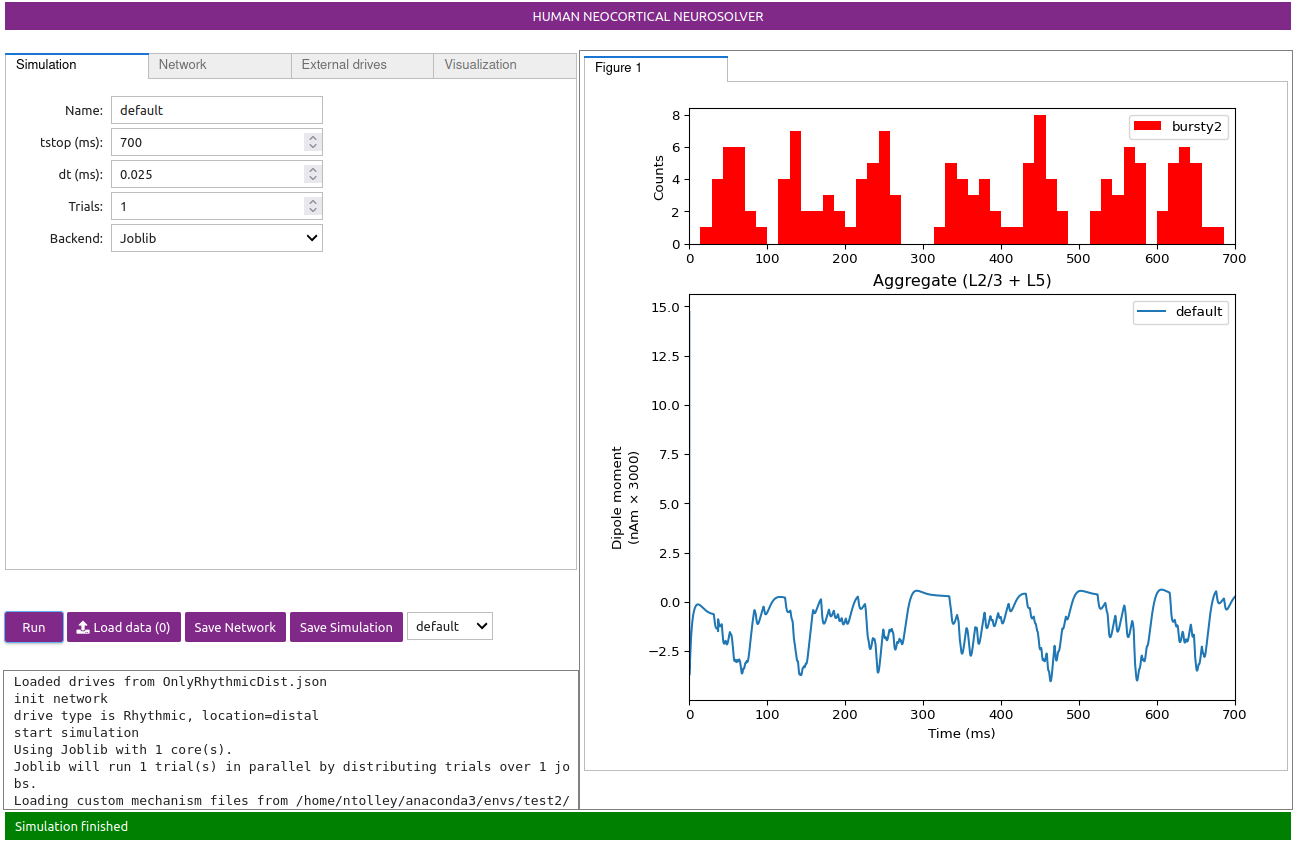 HUMAN NEOCORTICAL NEUROSOLVER
Simulation
Network
External drives
Visualization
Name:
default
tstop (ms):
700
dt (ms):
0.025
Trials:
1
Backend:
Joblib
Run
Load data (0)
Save Network
Save Simulation
default
Loaded drives from OnlyRhythmicDist.json
init network
drive type is Rhythmic, location=distal
start simulation
Using Joblib with 1 core(s).
Joblib will run 1 trial(s) in parallel by distributing trials over 1 jo
bs.
Loading custom mechanism files from /home/ntolley/anaconda3/envs/test2/
Figure 1
8
6
4
2
0
Counts
bursty2
0 100 200 300 400 500 600 700
Aggregate (L2/3 + L5)
15.0
12.5
10.0
7.5
5.0
2.5
0.0
−2.5
Dipole moment
(nAm × 3000)
default
0 100 200 300 400 500 600 700
Time (ms)
Simulation finished